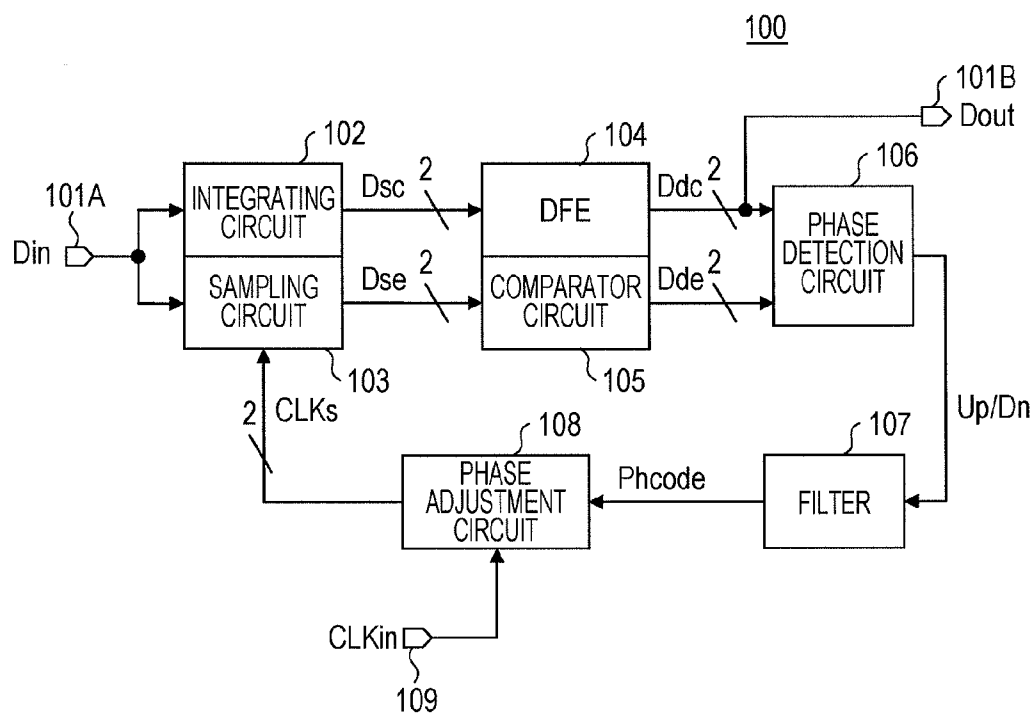 100
101B
Dout
102
104
106
101A
Din
INTEGRATING
CIRCUIT
Dsc
2
DFE
Ddc
2
PHASE
DETECTION
CIRCUIT
SAMPLING
CIRCUIT
Dse
2
COMPARATOR
CIRCUIT
Dde
2
103
105
2
CLKs
Up/Dn
108
107
PHASE
ADJUSTMENT
CIRCUIT
Phcode
FILTER
CLKin
109